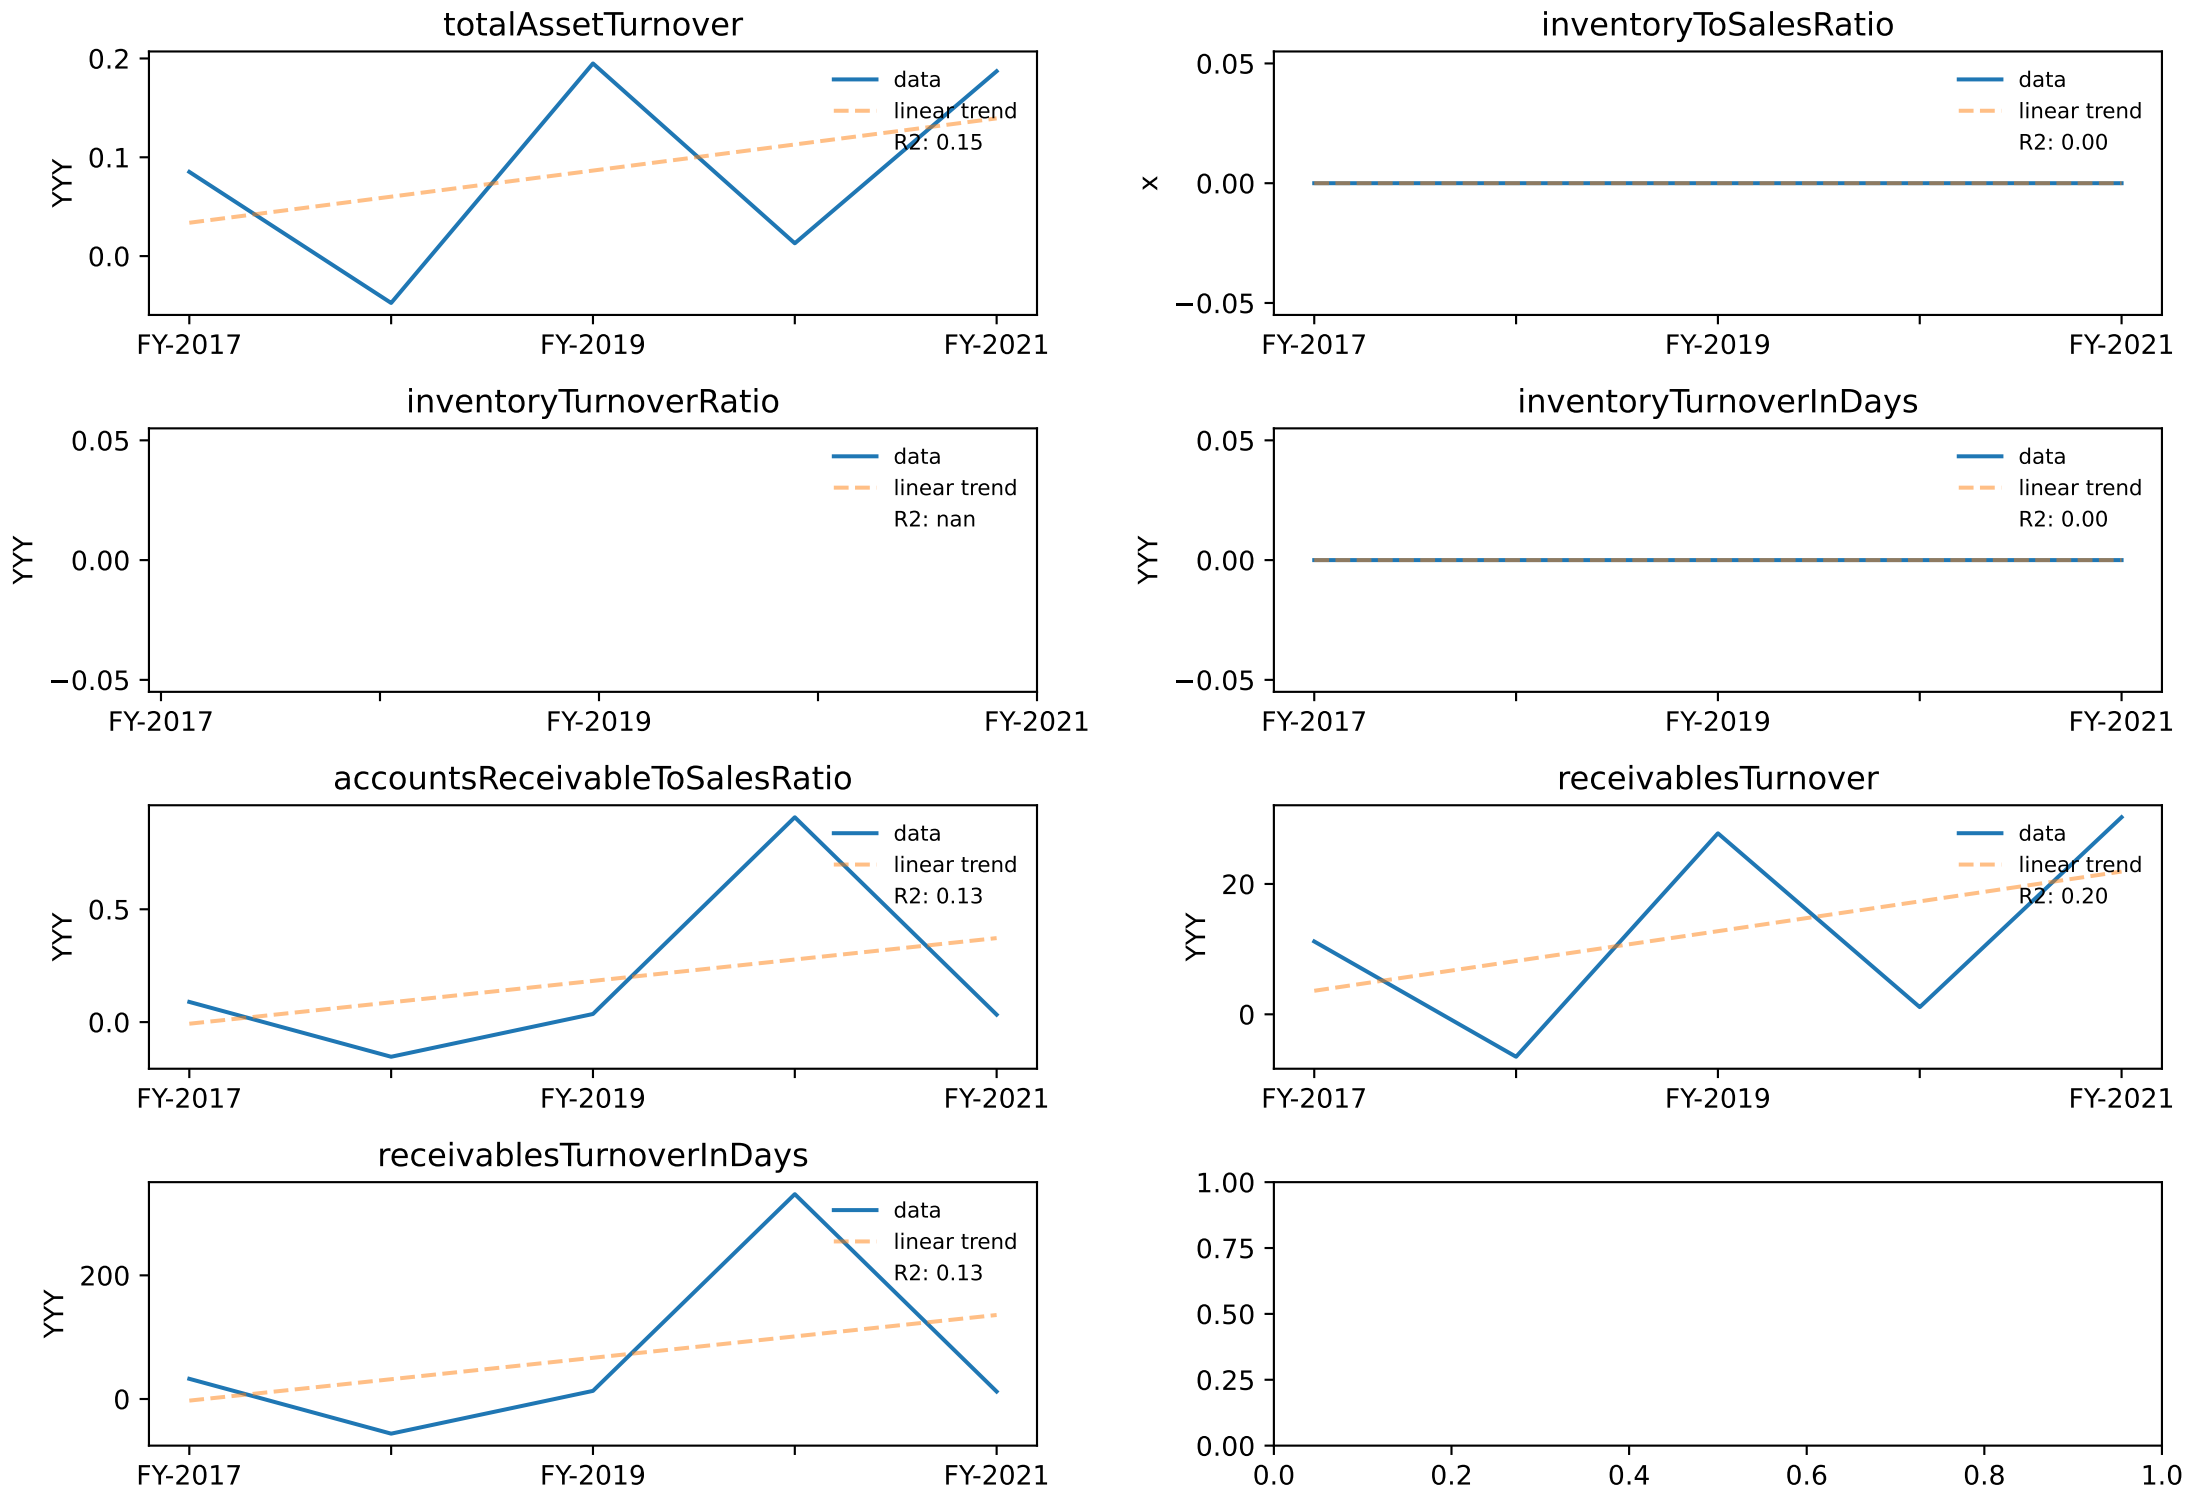 totalAssetTurnover
YYY
0.2
0.1
0.0
data
linear trend
R2: 0.15
FY-2017
FY-2019
FY-2021
inventoryToSalesRatio
x
0.05
0.00
−0.05
data
linear trend
R2: 0.00
FY-2017
FY-2019
FY-2021
inventoryTurnoverRatio
YYY
0.05
0.00
−0.05
data
linear trend
R2: nan
FY-2017
FY-2019
FY-2021
inventoryTurnoverInDays
YYY
0.05
0.00
−0.05
data
linear trend
R2: 0.00
FY-2017
FY-2019
FY-2021
accountsReceivableToSalesRatio
YYY
0.5
0.0
data
linear trend
R2: 0.13
FY-2017
FY-2019
FY-2021
receivablesTurnover
YYY
20
0
data
linear trend
R2: 0.20
FY-2017
FY-2019
FY-2021
receivablesTurnoverInDays
YYY
200
0
data
linear trend
R2: 0.13
FY-2017
FY-2019
FY-2021
1.00
0.75
0.50
0.25
0.00
0.0
0.2
0.4
0.6
0.8
1.0